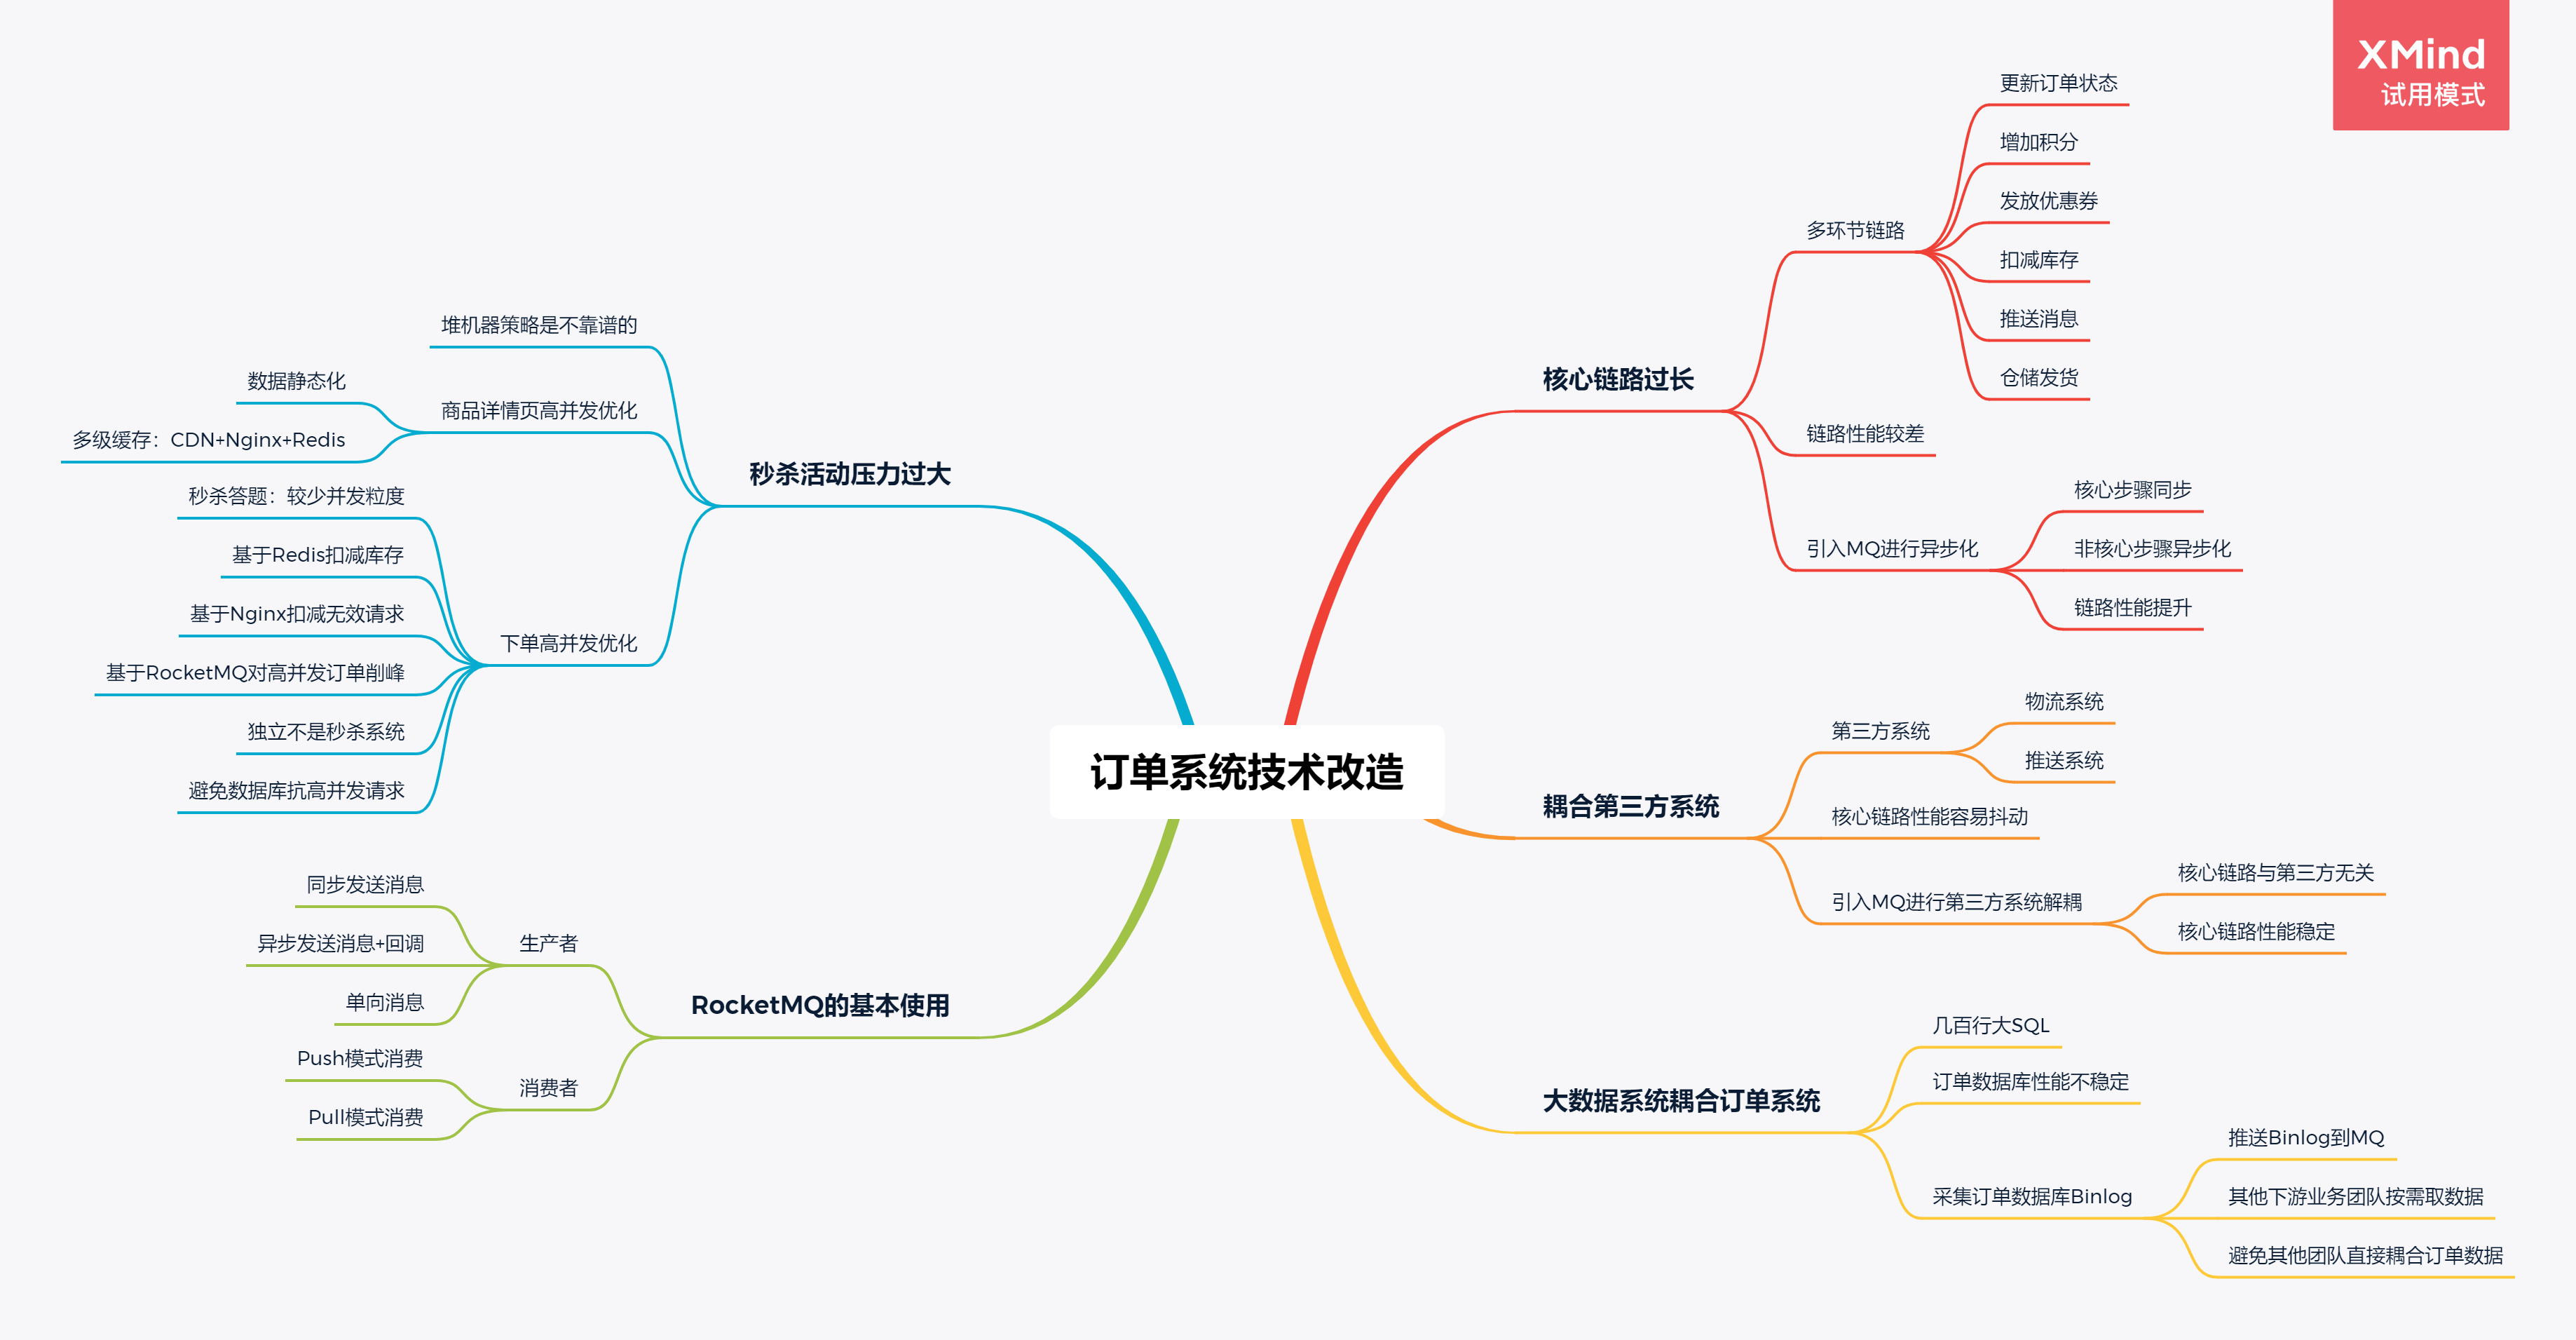 XMind
试用模式
订单系统技术改造
核心链路过长
多环节链路
更新订单状态
增加积分
发放优惠券
扣减库存
推送消息
仓储发货
链路性能较差
引入MQ进行异步化
核心步骤同步
非核心步骤异步化
链路性能提升
耦合第三方系统
第三方系统
物流系统
推送系统
核心链路性能容易抖动
引入MQ进行第三方系统解耦
核心链路与第三方无关
核心链路性能稳定
大数据系统耦合订单系统
几百行大SQL
订单数据库性能不稳定
采集订单数据库Binlog
推送Binlog到MQ
其他下游业务团队按需取数据
避免其他团队直接耦合订单数据
秒杀活动压力过大
堆机器策略是不靠谱的
商品详情页高并发优化
数据静态化
多级缓存：CDN+Nginx+Redis
下单高并发优化
秒杀答题：较少并发粒度
基于Redis扣减库存
基于Nginx扣减无效请求
基于RocketMQ对高并发订单削峰
独立不是秒杀系统
避免数据库抗高并发请求
RocketMQ的基本使用
生产者
同步发送消息
异步发送消息+回调
单向消息
消费者
Push模式消费
Pull模式消费